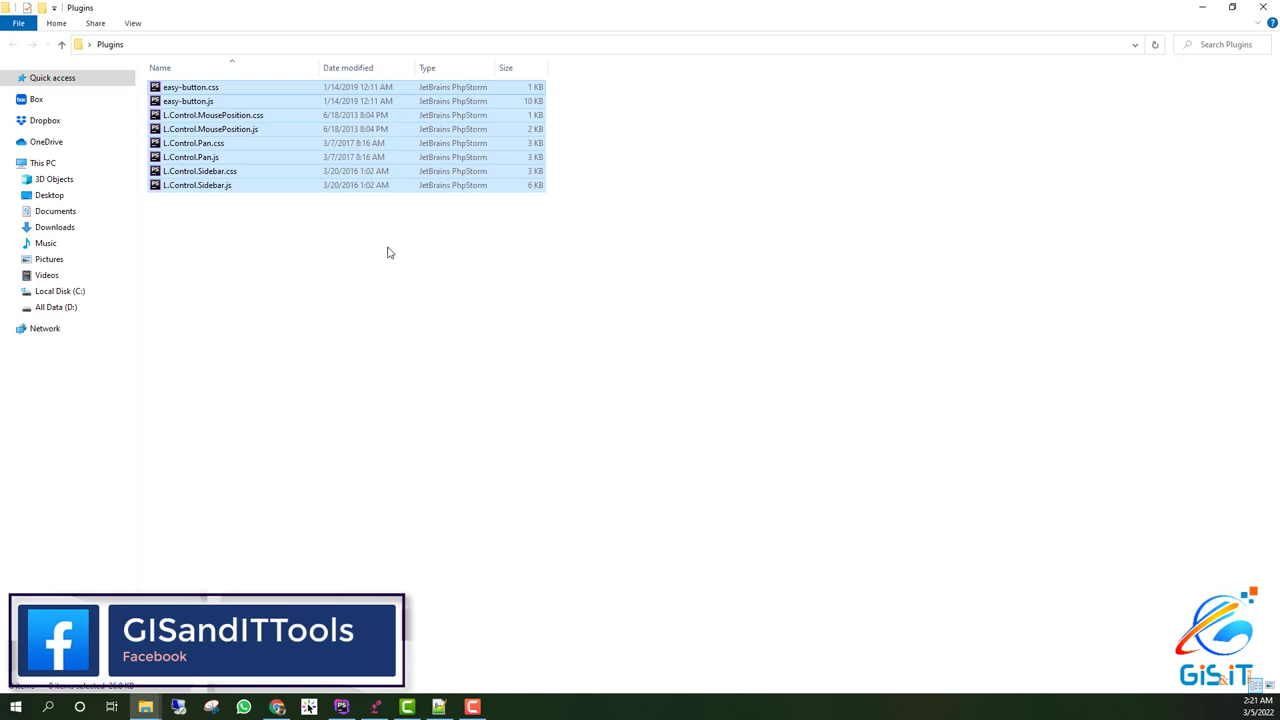 Plugins
File Home Share View
Plugins
Search Plugins
Name Date modified Type Size
Quick access
Box
Dropbox
OneDrive
This PC
3D Objects
Desktop
Documents
Downloads
Music
Pictures
Videos
Local Disk (C:)
All Data (D:)
Network
easy-button.css 1/14/2019 12:11 AM JetBrains PhpStorm 1 KB
easy-button.js 1/14/2019 12:11 AM JetBrains PhpStorm 10 KB
L.Control.MousePosition.css 6/18/2013 8:04 PM JetBrains PhpStorm 1 KB
L.Control.MousePosition.js 6/18/2013 8:04 PM JetBrains PhpStorm 2 KB
L.Control.Pan.css 3/7/2017 8:16 AM JetBrains PhpStorm 3 KB
L.Control.Pan.js 3/7/2017 8:16 AM JetBrains PhpStorm 3 KB
L.Control.Sidebar.css 3/20/2016 1:02 AM JetBrains PhpStorm 3 KB
L.Control.Sidebar.js 3/20/2016 1:02 AM JetBrains PhpStorm 6 KB
GISandITTools
Facebook
GiS&iT
2:21 AM
3/5/2022